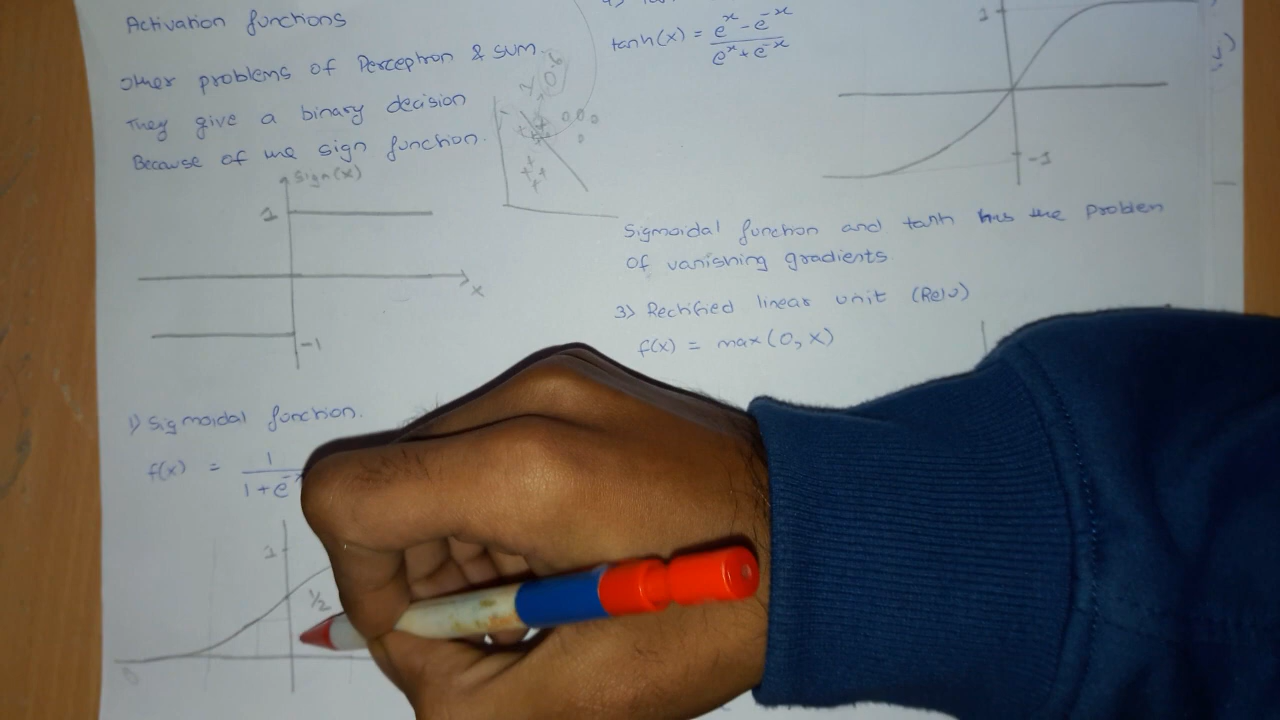 Activation functions
Other problems of Perceptron & SVM
They give a binary decision
Because of the sign function.
sign(x)
1
x
-1
1) Sigmoidal function.
f(x) = 1 / 1+e^-x
1
1/2
0
tanh(x) = e^x - e^-x / e^x + e^-x
1
-1
Sigmoidal function and tanh has the problem
of vanishing gradients.
3) Rectified linear unit (Relu)
f(x) = max(0, x)